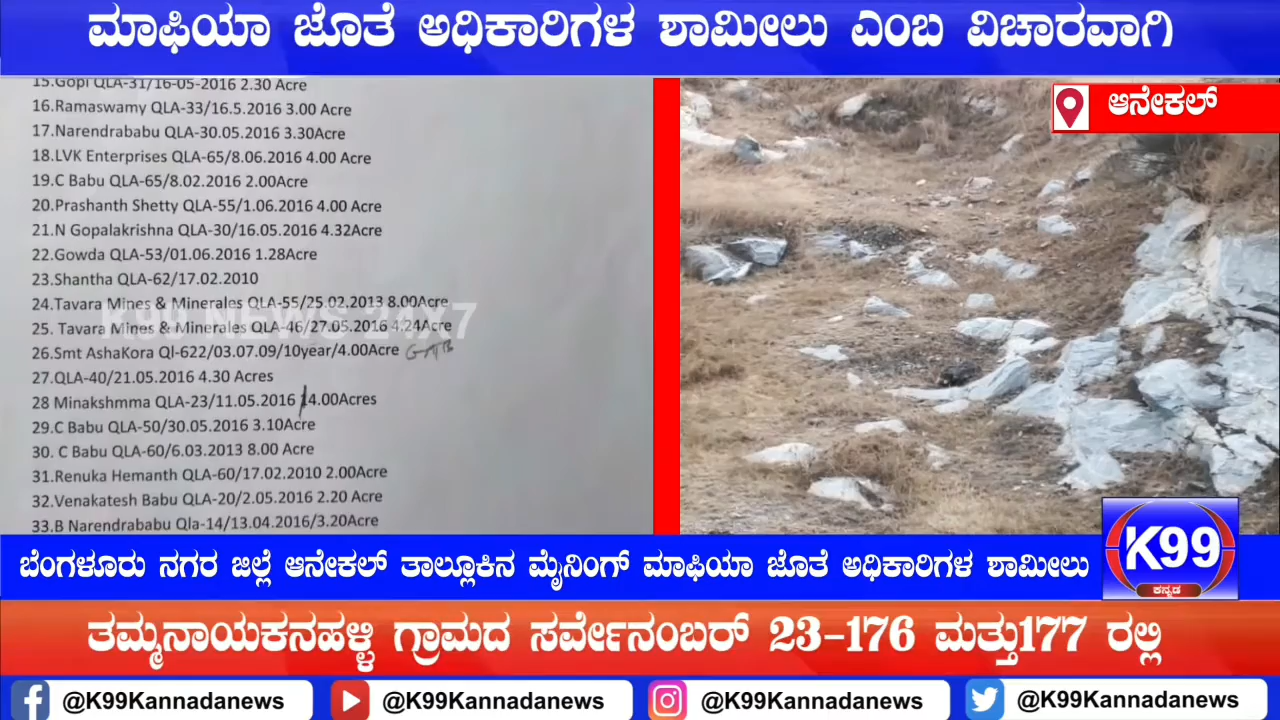 ಮಾಫಿಯಾ ಜೊತೆ ಅಧಿಕಾರಿಗಳ ಶಾಮೀಲು ಎಂಬ ವಿಚಾರವಾಗಿ
15.Gopi QLA-31/16-05-2016 2.30 Acre
16.Ramaswamy QLA-33/16.5.2016 3.00 Acre
17.Narendrababu QLA-30.05.2016 3.30Acre
18.LVK Enterprises QLA-65/8.06.2016 4.00 Acre
19.C Babu QLA-65/8.02.2016 2.00Acre
20.Prashanth Shetty QLA-55/1.06.2016 4.00 Acre
21.N Gopalakrishna QLA-30/16.05.2016 4.32Acre
22.Gowda QLA-53/01.06.2016 1.28Acre
23.Shantha QLA-62/17.02.2010
24.Tavara Mines & Minerales QLA-55/25.02.2013 8.00Acre
25. Tavara Mines & Minerales QLA-46/27.05.2016 4.24Acre
26.Smt AshaKora Ql-622/03.07.09/10year/4.00Acre
27.QLA-40/21.05.2016 4.30 Acres
28 Minakshmma QLA-23/11.05.2016 14.00Acres
29.C Babu QLA-50/30.05.2016 3.10Acre
30. C Babu QLA-60/6.03.2013 8.00 Acre
31.Renuka Hemanth QLA-60/17.02.2010 2.00Acre
32.Venakatesh Babu QLA-20/2.05.2016 2.20 Acre
33.B Narendrababu Qla-14/13.04.2016/3.20Acre
K99 NEWS 24x7
ಆನೇಕಲ್
ಬೆಂಗಳೂರು ನಗರ ಜಿಲ್ಲೆ ಆನೇಕಲ್ ತಾಲ್ಲೂಕಿನ ಮೈನಿಂಗ್ ಮಾಫಿಯಾ ಜೊತೆ ಅಧಿಕಾರಿಗಳ ಶಾಮೀಲು
K99
ಕನ್ನಡ
ತಮ್ಮನಾಯಕನಹಳ್ಳಿ ಗ್ರಾಮದ ಸರ್ವೇನಂಬರ್ 23-176 ಮತ್ತು177 ರಲ್ಲಿ
@K99Kannadanews @K99Kannadanews @K99Kannadanews @K99Kannadanews